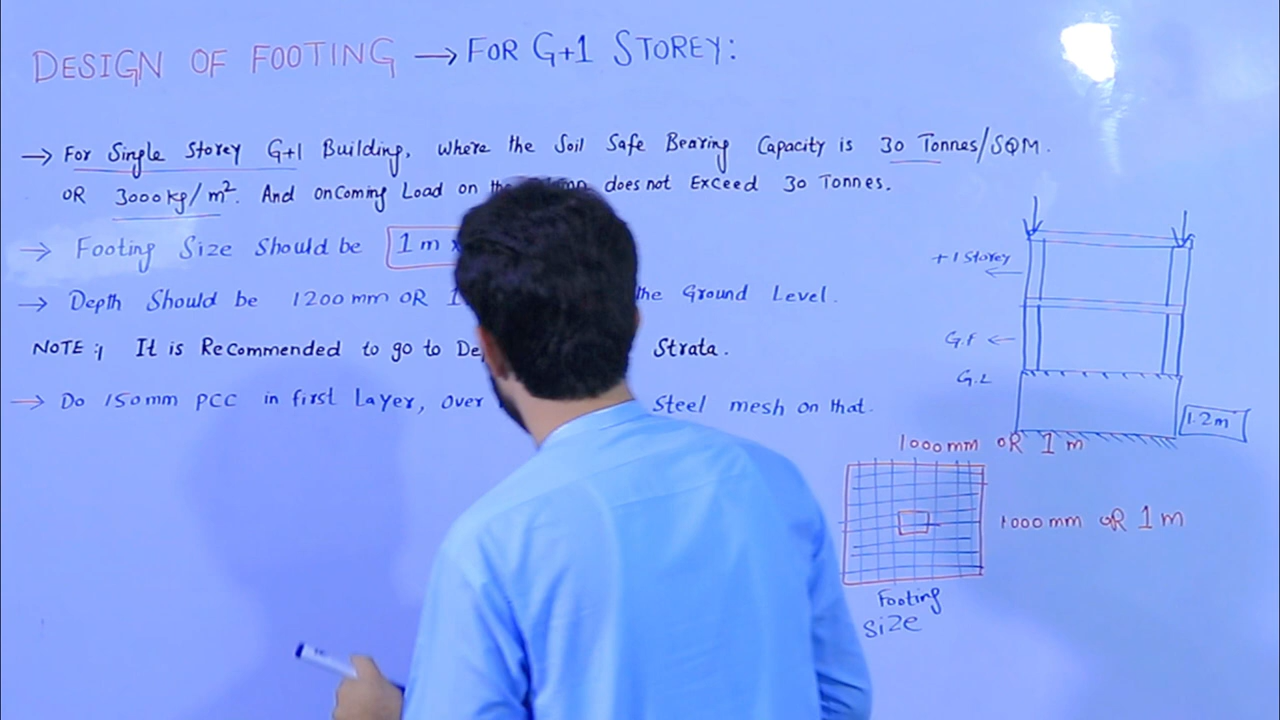 DESIGN OF FOOTING → FOR G+1 STOREY:
→ For Single Storey G+1 Building, where the Soil Safe Bearing Capacity is 30 Tonnes/SQM.
OR 3000kg/m². And onComing Load on the does not Exceed 30 Tonnes.
→ Footing Size Should be 1m
→ Depth Should be 1200mm OR 1 the Ground Level.
NOTE:| It is Recommended to go to Strata.
→ Do 150mm PCC in first Layer, over Steel mesh on that.
+1 Storey
G.F
G.L
1.2m
1000mm OR 1m
1000mm OR 1m
Footing
Size